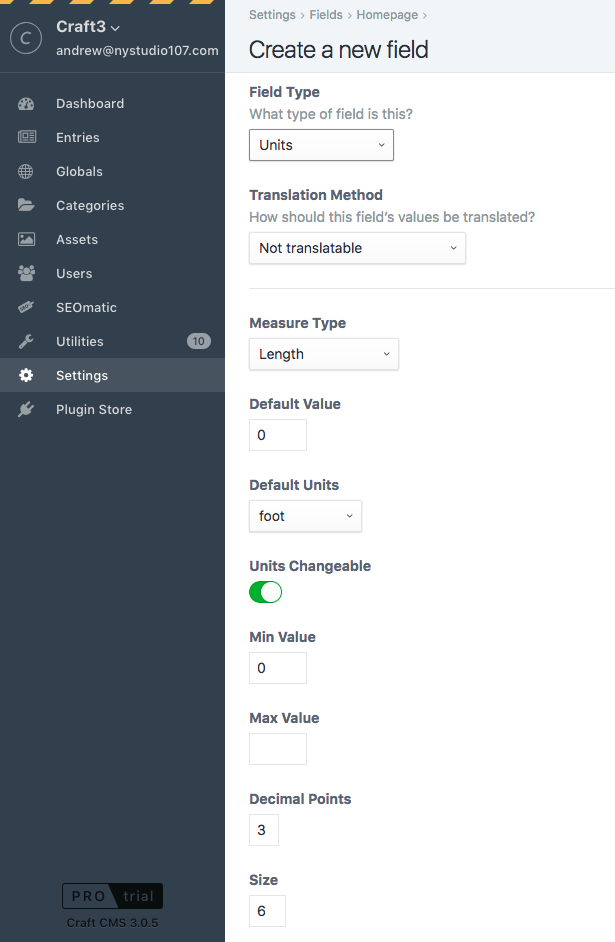 C
Craft3
andrew@nystudio107.com
Dashboard
Entries
Globals
Categories
Assets
Users
SEOmatic
Utilities 10
Settings
Plugin Store
PRO trial
Craft CMS 3.0.5
Settings › Fields › Homepage ›
Create a new field
Field Type
What type of field is this?
Units
Translation Method
How should this field’s values be translated?
Not translatable
Measure Type
Length
Default Value
0
Default Units
foot
Units Changeable
Min Value
0
Max Value
Decimal Points
3
Size
6